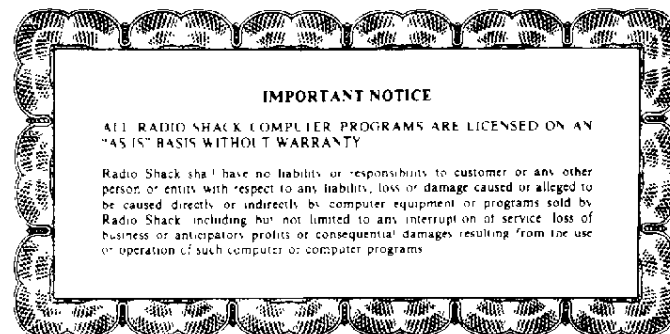 IMPORTANT NOTICE
ALL RADIO SHACK COMPUTER PROGRAMS ARE LICENSED ON AN
"AS IS" BASIS WITHOUT WARRANTY
Radio Shack shall have no liability or responsibility to customer or any other
person or entity with respect to any liability, loss or damage caused or alleged to
be caused directly or indirectly by computer equipment or programs sold by
Radio Shack, including but not limited to any interruption of service, loss of
business or anticipatory profits or consequential damages resulting from the use
or operation of such computer or computer programs